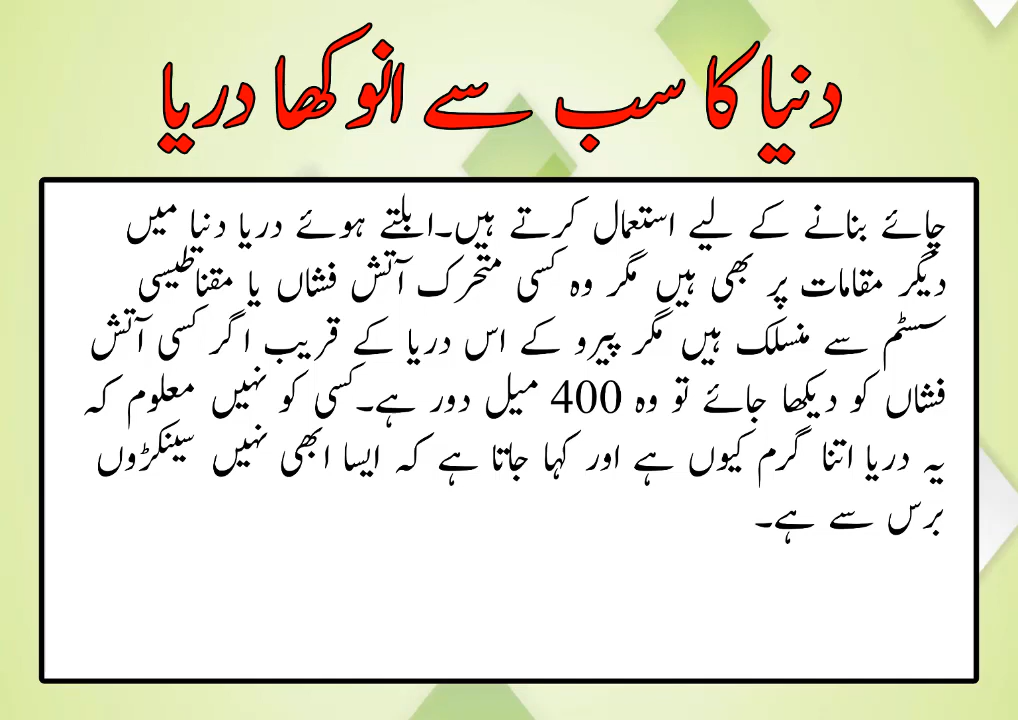 دنیا کا سب سے انوکھا دریا
چائے بنانے کے لیے استعمال کرتے ہیں۔ابلتے ہوئے دریا دنیا میں
دیگر مقامات پر بھی ہیں مگر وہ کسی متحرک آتش فشاں یا مقناطیسی
سسٹم سے منسلک ہیں مگر پیرو کے اس دریا کے قریب اگر کسی آتش
فشاں کو دیکھا جائے تو وہ 400 میل دور ہے۔کسی کو نہیں معلوم کہ
یہ دریا اتنا گرم کیوں ہے اور کہا جاتا ہے کہ ایسا ابھی نہیں سینکڑوں
برس سے ہے۔